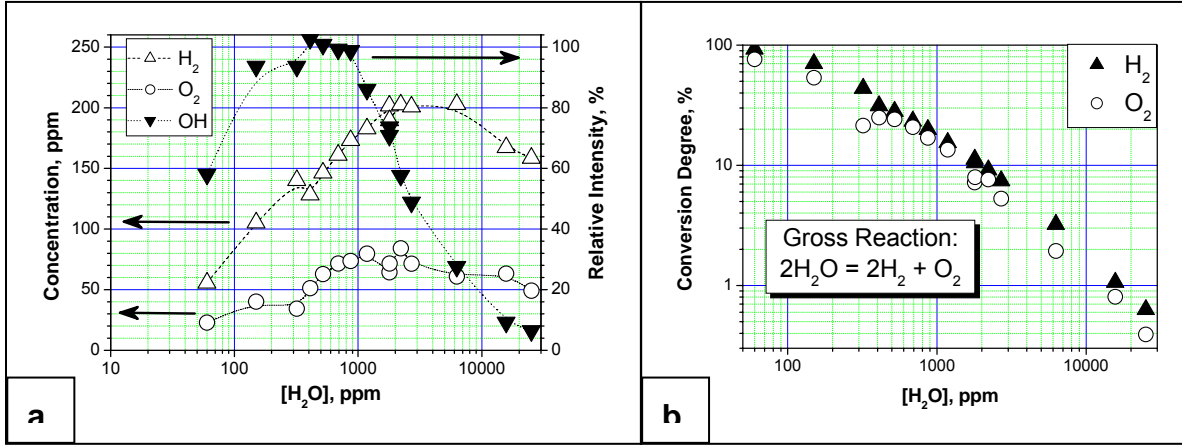 260
250
200
150
100
50
0
Concentration, ppm
H2
O2
OH
100
80
60
40
20
0
Relative Intensity, %
10
100
1000
10000
[H2O], ppm
a
100
10
1
Conversion Degree, %
H2
O2
Gross Reaction:
2H2O = 2H2 + O2
100
1000
10000
[H2O], ppm
b